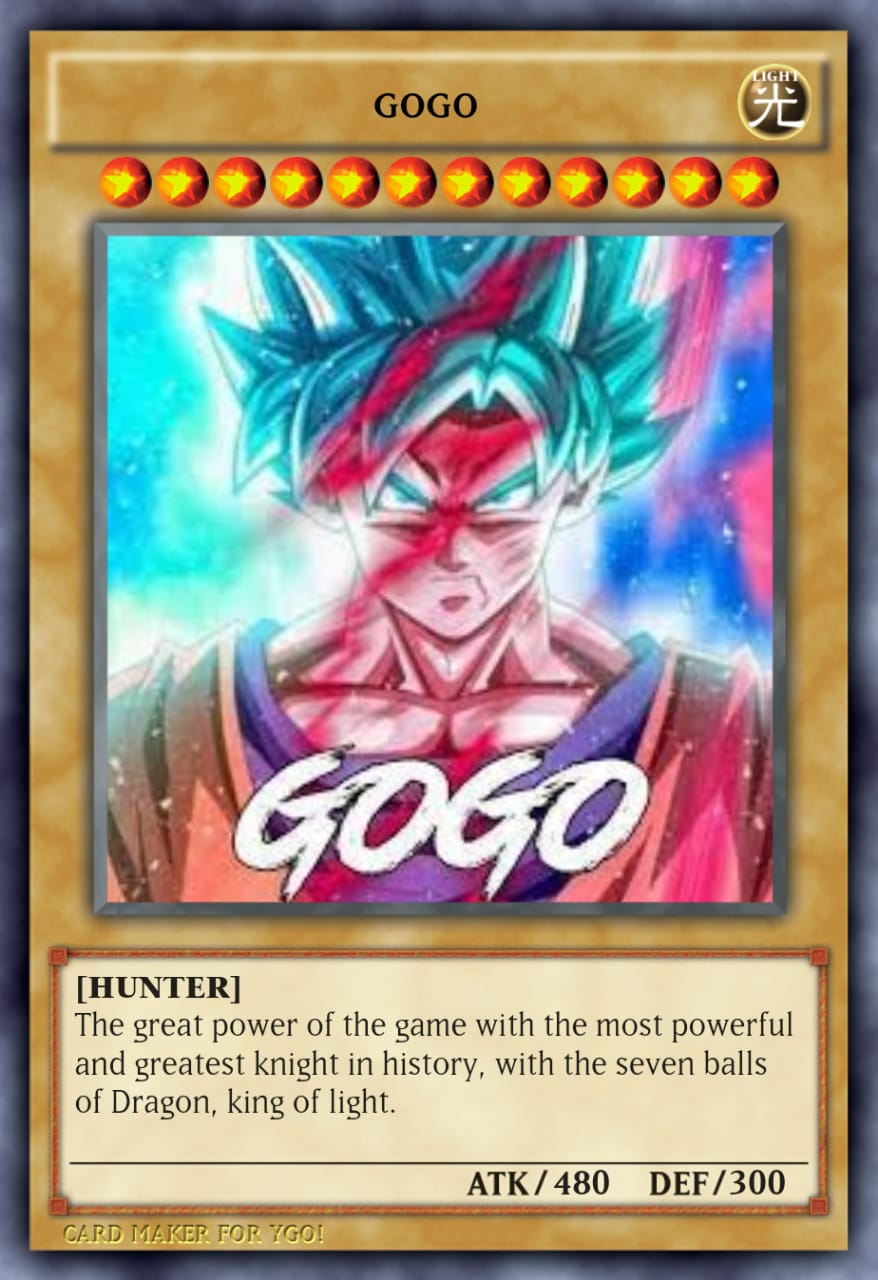 GOGO
LIGHT
光
GOGO
[HUNTER]
The great power of the game with the most powerful
and greatest knight in history, with the seven balls
of Dragon, king of light.
ATK/480 DEF/300
CARD MAKER FOR YGO!